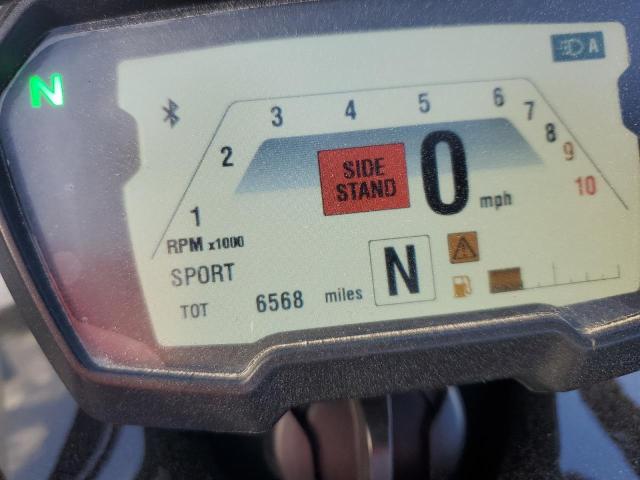 N
A
1 2 3 4 5 6 7 8 9 10
SIDE
STAND
0 mph
RPM x1000
SPORT
TOT 6568 miles
N